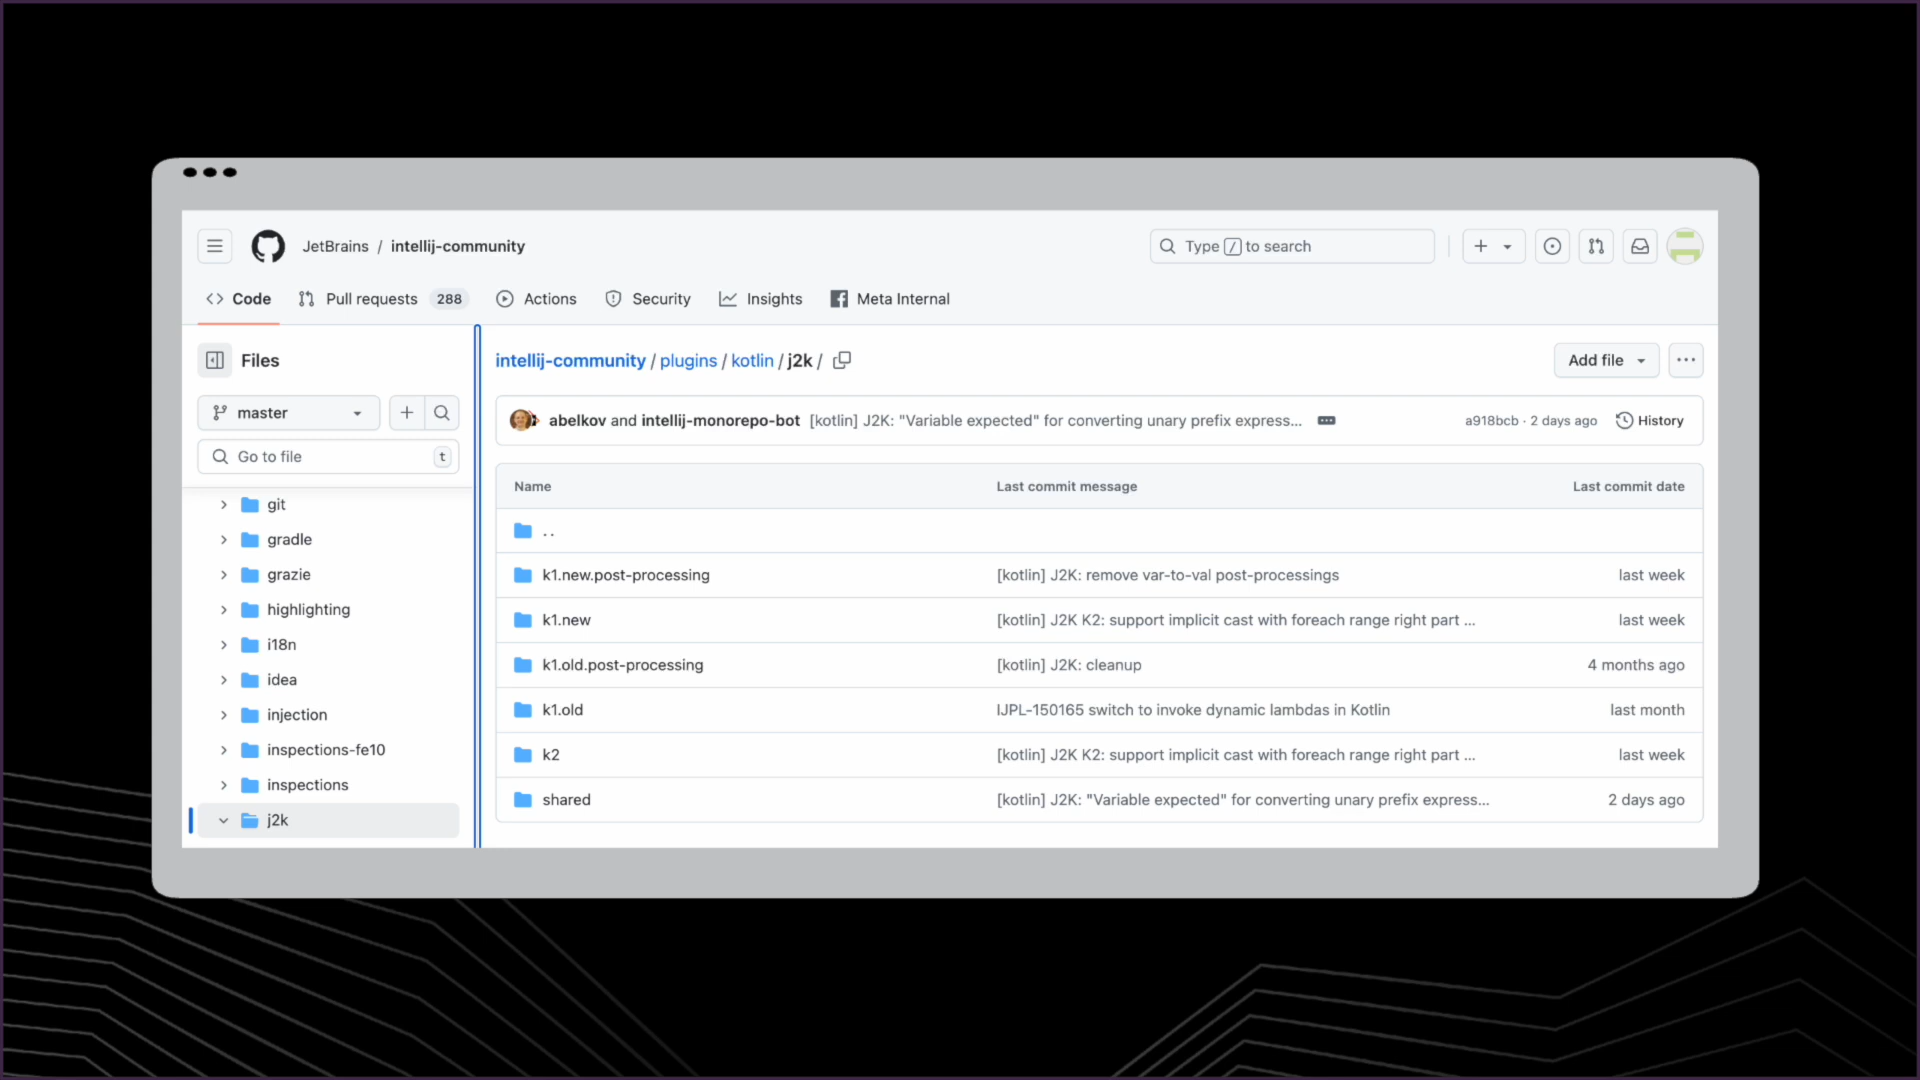 JetBrains / intellij-community
Type / to search
Code
Pull requests 288
Actions
Security
Insights
Meta Internal
Files
master
Go to file t
git
gradle
grazie
highlighting
i18n
idea
injection
inspections-fe10
inspections
j2k
intellij-community / plugins / kotlin / j2k /
Add file
abelkov and intellij-monorepo-bot [kotlin] J2K: "Variable expected" for converting unary prefix express...
a918bcb · 2 days ago
History
Name Last commit message Last commit date
..
k1.new.post-processing [kotlin] J2K: remove var-to-val post-processings last week
k1.new [kotlin] J2K K2: support implicit cast with foreach range right part ... last week
k1.old.post-processing [kotlin] J2K: cleanup 4 months ago
k1.old IJPL-150165 switch to invoke dynamic lambdas in Kotlin last month
k2 [kotlin] J2K K2: support implicit cast with foreach range right part ... last week
shared [kotlin] J2K: "Variable expected" for converting unary prefix express... 2 days ago